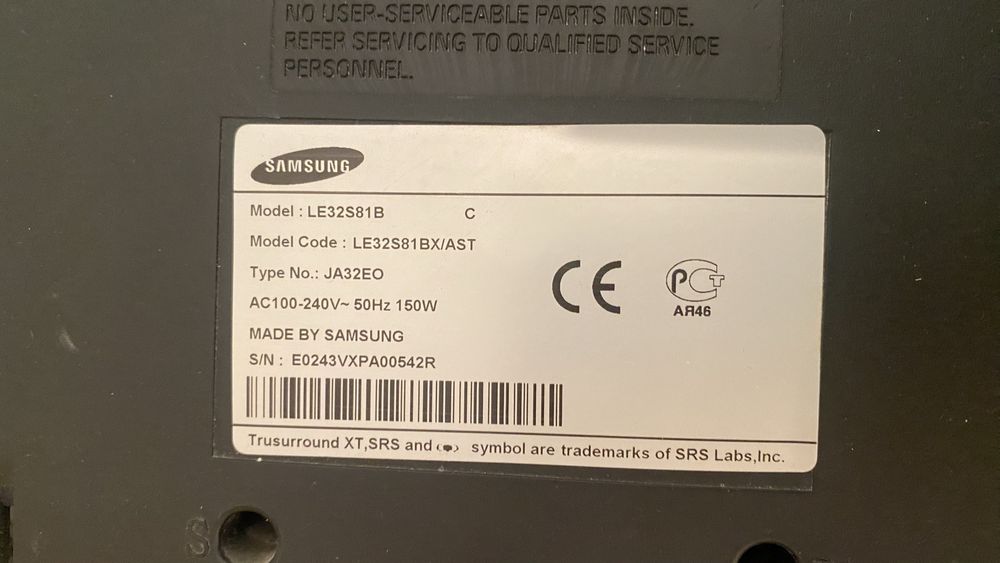 NO USER-SERVICEABLE PARTS INSIDE.
REFER SERVICING TO QUALIFIED SERVICE
PERSONNEL.
SAMSUNG
Model : LE32S81B C
Model Code : LE32S81BX/AST
Type No.: JA32EO
AC100-240V~ 50Hz 150W
MADE BY SAMSUNG
S/N : E0243VXPA00542R
CE
РСТ
АЯ46
Trusurround XT,SRS and (●) symbol are trademarks of SRS Labs,Inc.
S